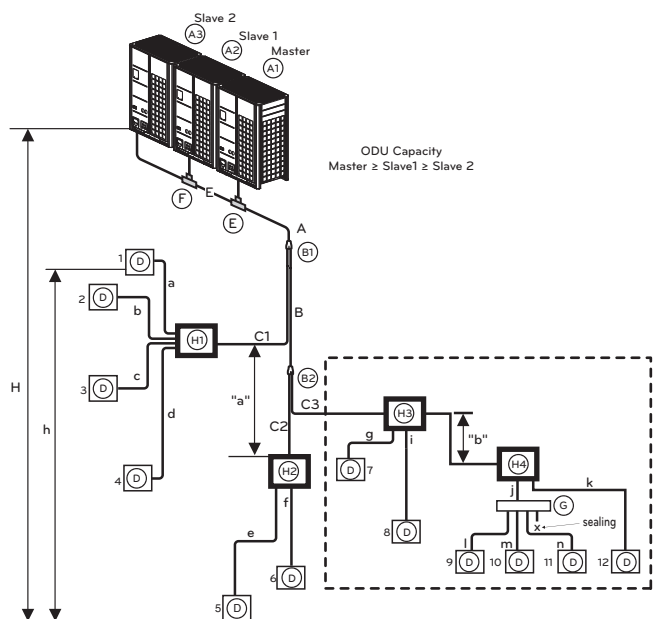 Slave 2
A3
Slave 1
A2
Master
A1
ODU Capacity
Master ≥ Slave1 ≥ Slave 2
F
E
E
A
B1
1 D
a
2 D
b
H1
C1
B
3 D
c
d
4 D
H
h
"a"
B2
C3
C2
H3
"b"
g
i
D 7
H4
H2
j
k
G
x
sealing
e
f
8 D
l
m
n
9 D
10 D
11 D
12 D
5 D
6 D